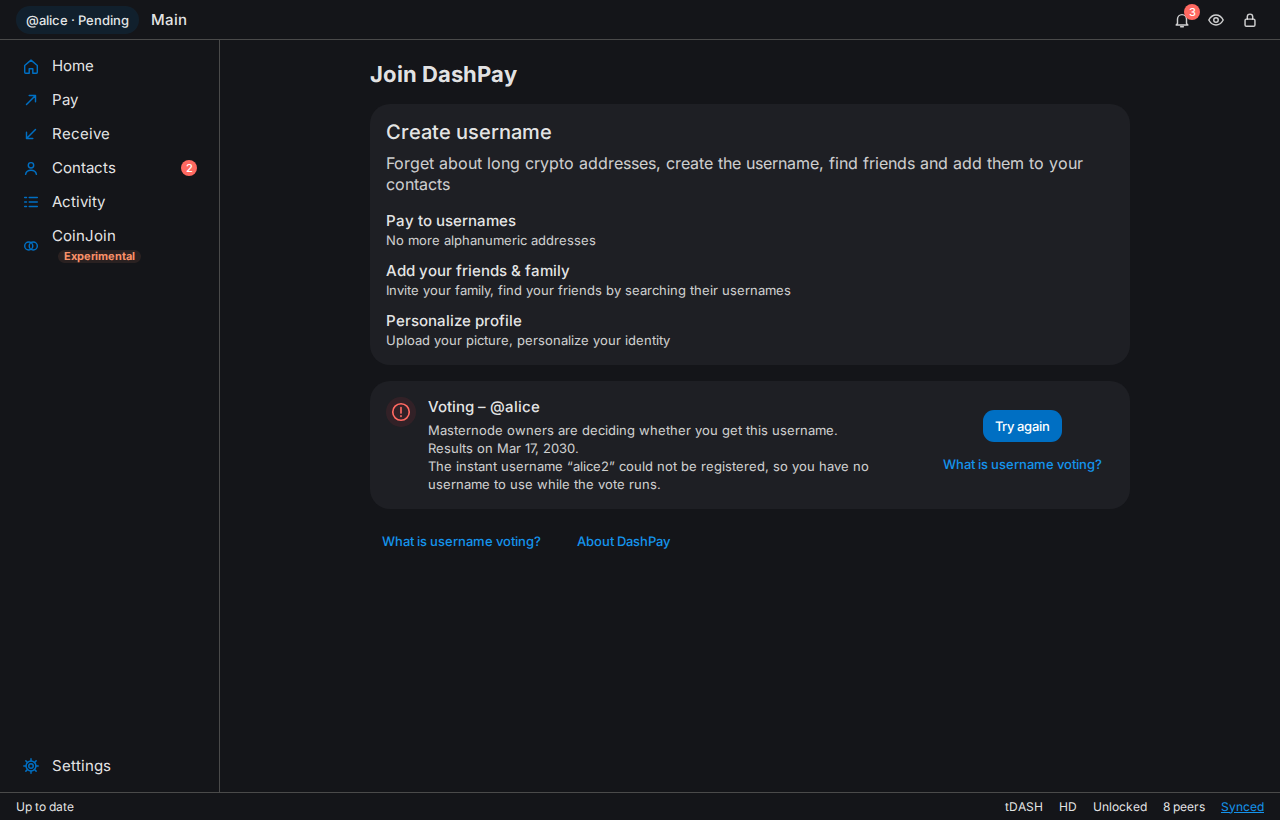 @alice · Pending
Main
3
Home
Pay
Receive
Contacts
2
Activity
CoinJoin
Experimental
Settings
Join DashPay
Create username
Forget about long crypto addresses, create the username, find friends and add them to your
contacts
Pay to usernames
No more alphanumeric addresses
Add your friends & family
Invite your family, find your friends by searching their usernames
Personalize profile
Upload your picture, personalize your identity
Voting – @alice
Masternode owners are deciding whether you get this username.
Results on Mar 17, 2030.
The instant username “alice2” could not be registered, so you have no
username to use while the vote runs.
Try again
What is username voting?
What is username voting?
About DashPay
Up to date
tDASH
HD
Unlocked
8 peers
Synced